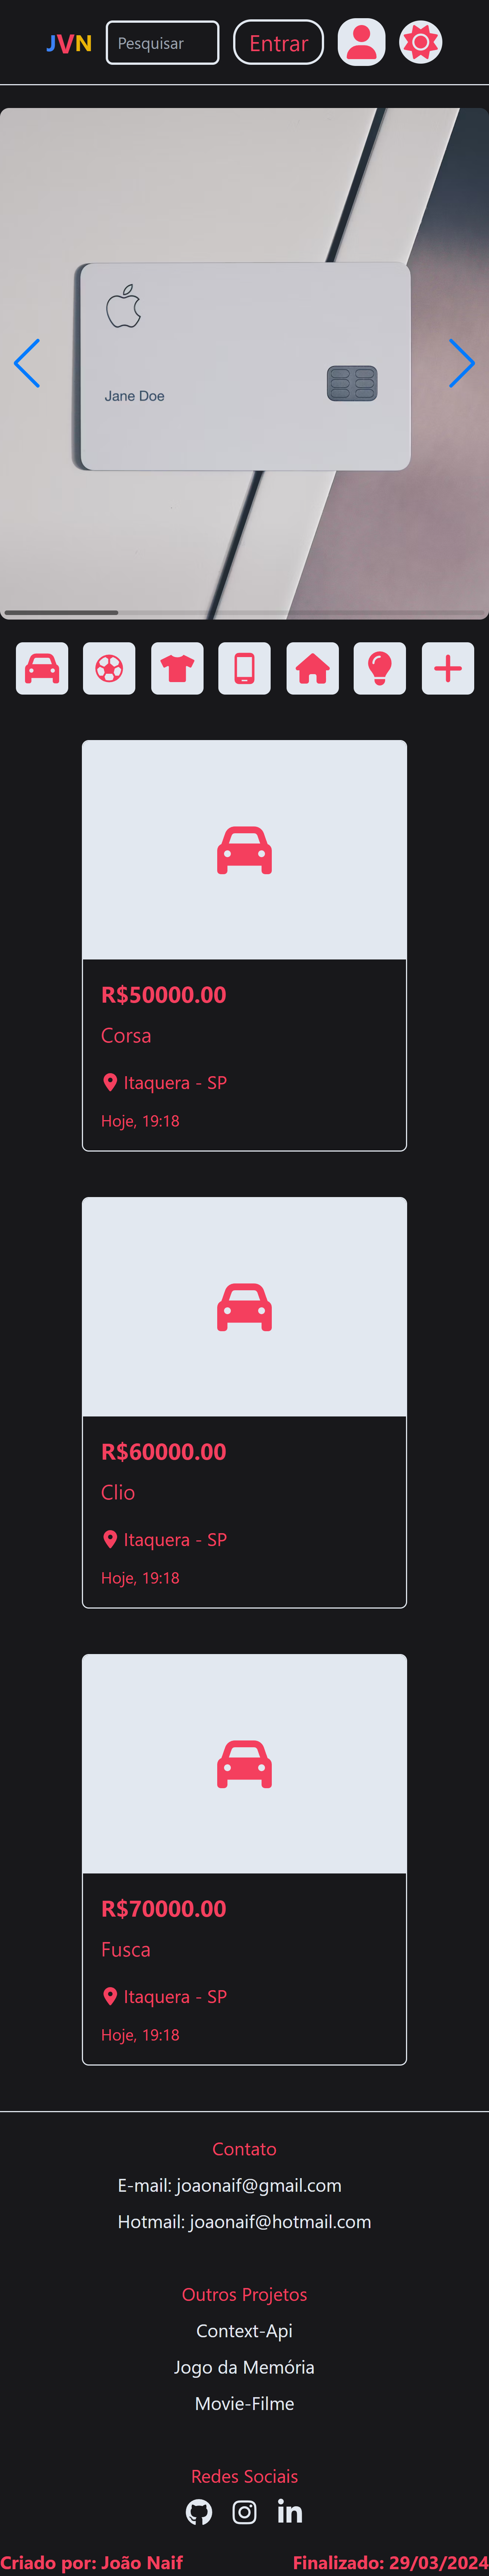 JVN Pesquisar Entrar
Jane Doe
R$50000.00
Corsa
Itaquera - SP
Hoje, 19:18
R$60000.00
Clio
Itaquera - SP
Hoje, 19:18
R$70000.00
Fusca
Itaquera - SP
Hoje, 19:18
Contato
E-mail: joaonaif@gmail.com
Hotmail: joaonaif@hotmail.com
Outros Projetos
Context-Api
Jogo da Memória
Movie-Filme
Redes Sociais
Criado por: João Naif Finalizado: 29/03/2024